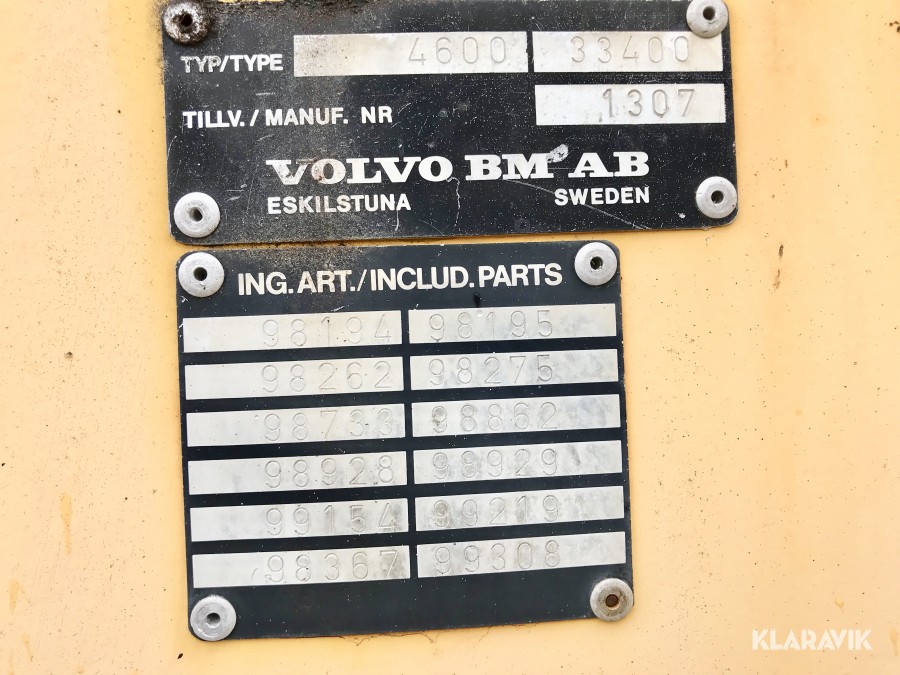 TYP/TYPE 4600 33400
TILLV./MANUF. NR 1307
VOLVO BM AB
ESKILSTUNA SWEDEN
ING.ART./INCLUD.PARTS
98194 98195
98262 98275
98733 98862
98928 98929
99154 99219
98367 99308
KLARAVIK